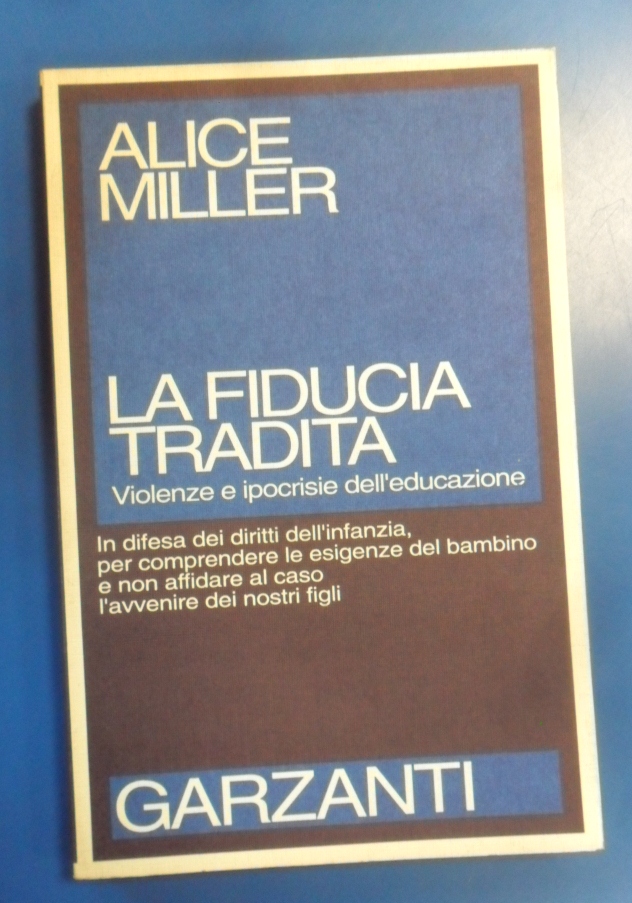 ALICE
MILLER
LA FIDUCIA
TRADITA
Violenze e ipocrisie dell'educazione
In difesa dei diritti dell'infanzia,
per comprendere le esigenze del bambino
e non affidare al caso
l'avvenire dei nostri figli
GARZANTI